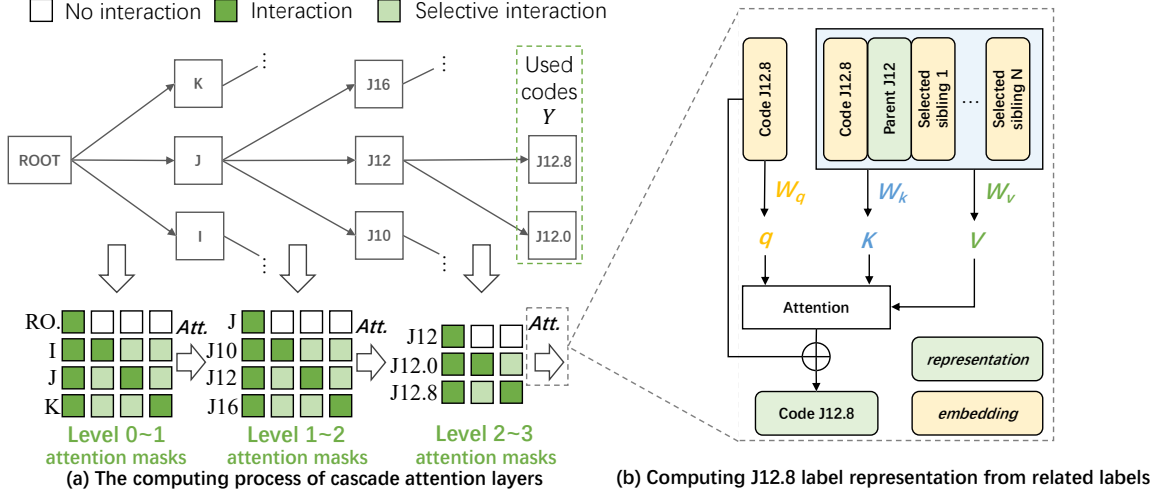 No interaction
Interaction
Selective interaction
ROOT
K
J
I
J16
J12
J10
⋮
⋮
⋮
⋮
Used
codes
Y
J12.8
J12.0
RO.
I
J
K
Att.
Level 0~1
attention masks
J
J10
J12
J16
Att.
Level 1~2
attention masks
J12
J12.0
J12.8
Att.
Level 2~3
attention masks
(a) The computing process of cascade attention layers
Code J12.8
Code J12.8
Parent J12
Selected
sibling 1
...
Selected
sibling N
Wq
Wk
Wv
q
K
V
Attention
Code J12.8
representation
embedding
(b) Computing J12.8 label representation from related labels